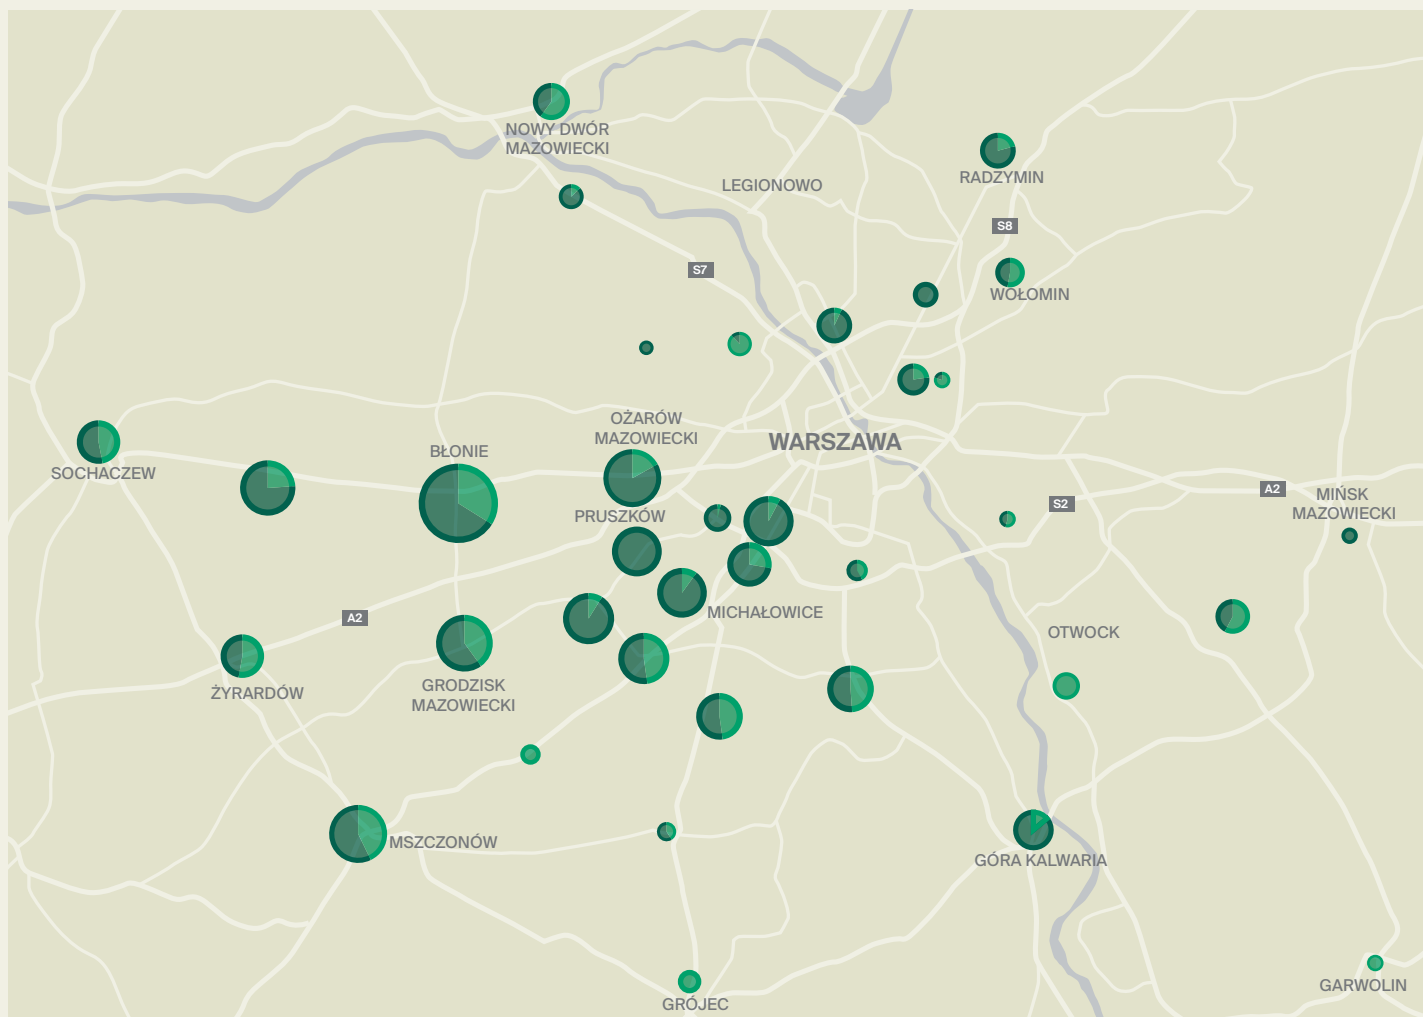 NOWY DWÓR
MAZOWIECKI
LEGIONOWO
RADZYMIN
S8
S7
WOŁOMIN
OŻARÓW
MAZOWIECKI
WARSZAWA
BŁONIE
SOCHACZEW
A2
MIŃSK
MAZOWIECKI
S2
PRUSZKÓW
MICHAŁOWICE
A2
OTWOCK
GRODZISK
MAZOWIECKI
ŻYRARDÓW
MSZCZONÓW
GÓRA KALWARIA
GARWOLIN
GRÓJEC